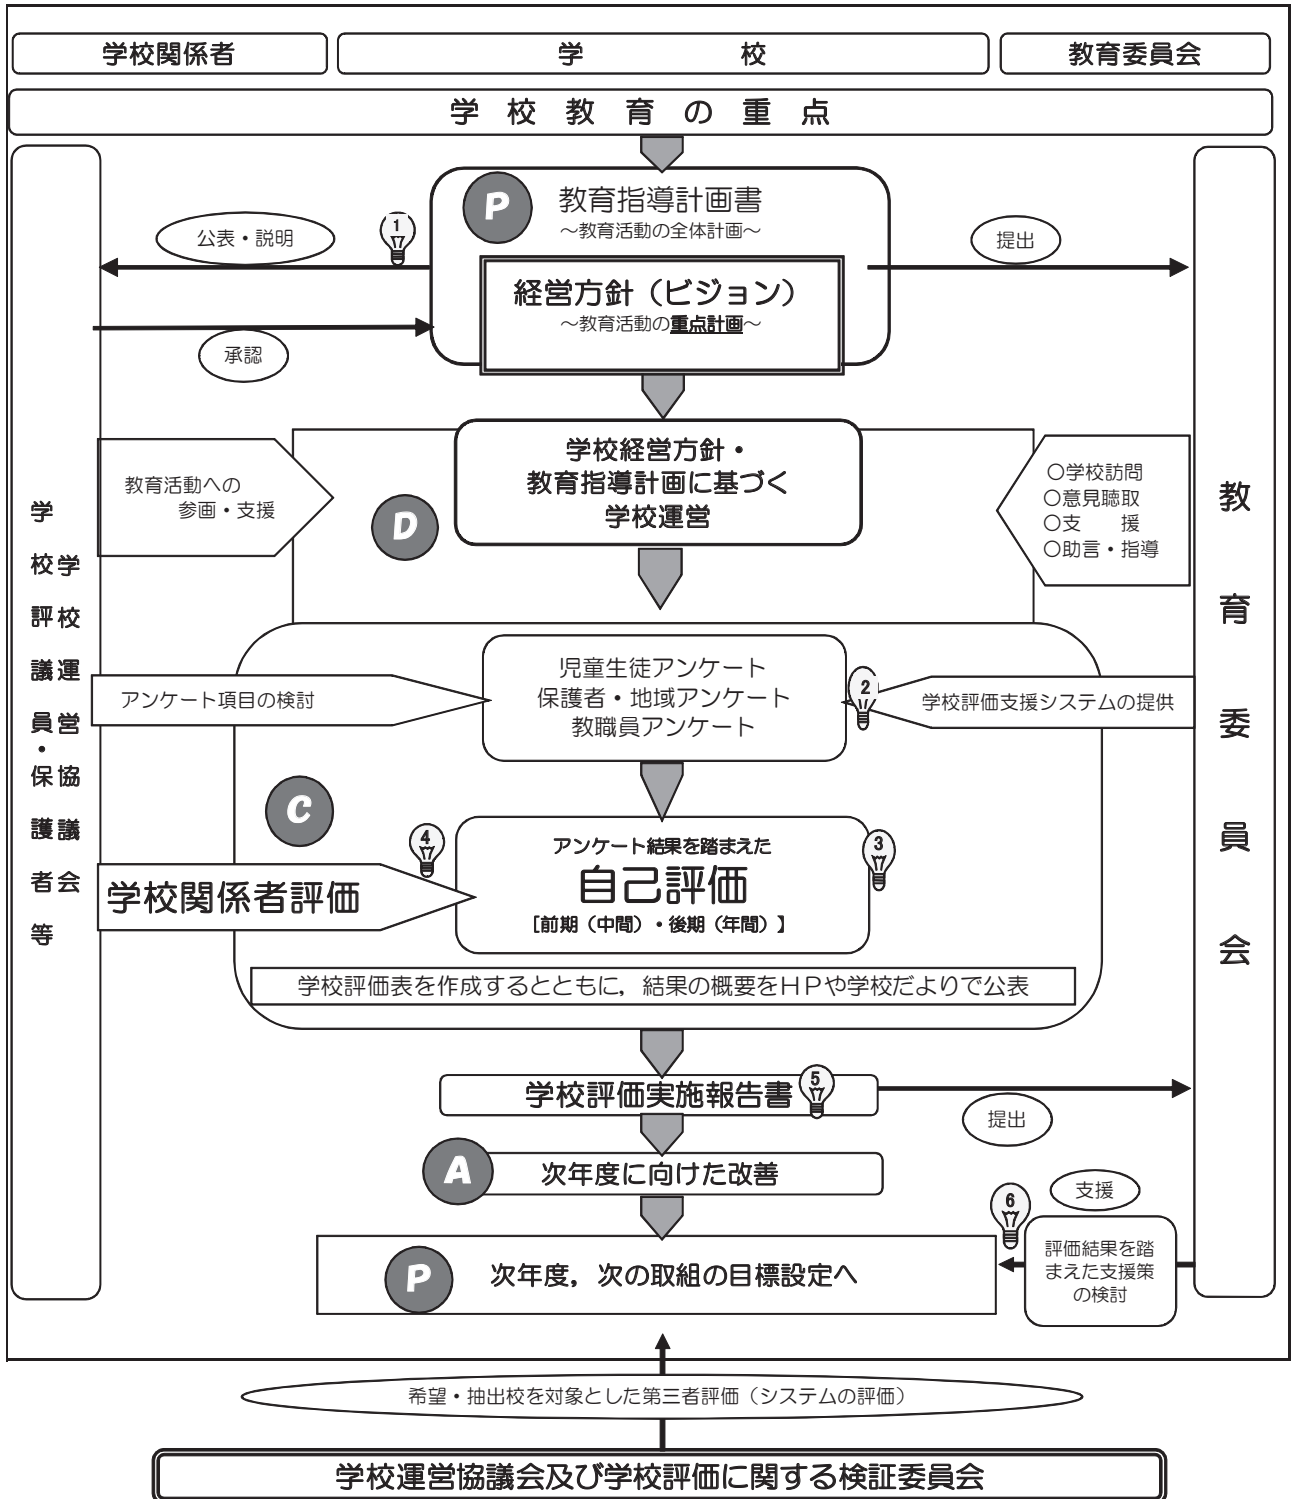 学校関係者
学校
教育委員会
学校教育の重点
P
教育指導計画書
～教育活動の全体計画～
公表・説明
1
提出
経営方針（ビジョン）
～教育活動の重点計画～
承認
学校経営方針・
教育指導計画に基づく
学校運営
教育活動への
参画・支援
D
○学校訪問
○意見聴取
○支　　援
○助言・指導
学校運営協議会
学校評議員・保護者等
教育委員会
児童生徒アンケート
保護者・地域アンケート
教職員アンケート
アンケート項目の検討
2
学校評価支援システムの提供
C
4
3
アンケート結果を踏まえた
自己評価
［前期（中間）・後期（年間）】
学校関係者評価
学校評価表を作成するとともに，結果の概要をＨＰや学校だよりで公表
学校評価実施報告書
5
提出
A
次年度に向けた改善
支援
6
P
次年度，次の取組の目標設定へ
評価結果を踏
まえた支援策
の検討
希望・抽出校を対象とした第三者評価（システムの評価）
学校運営協議会及び学校評価に関する検証委員会